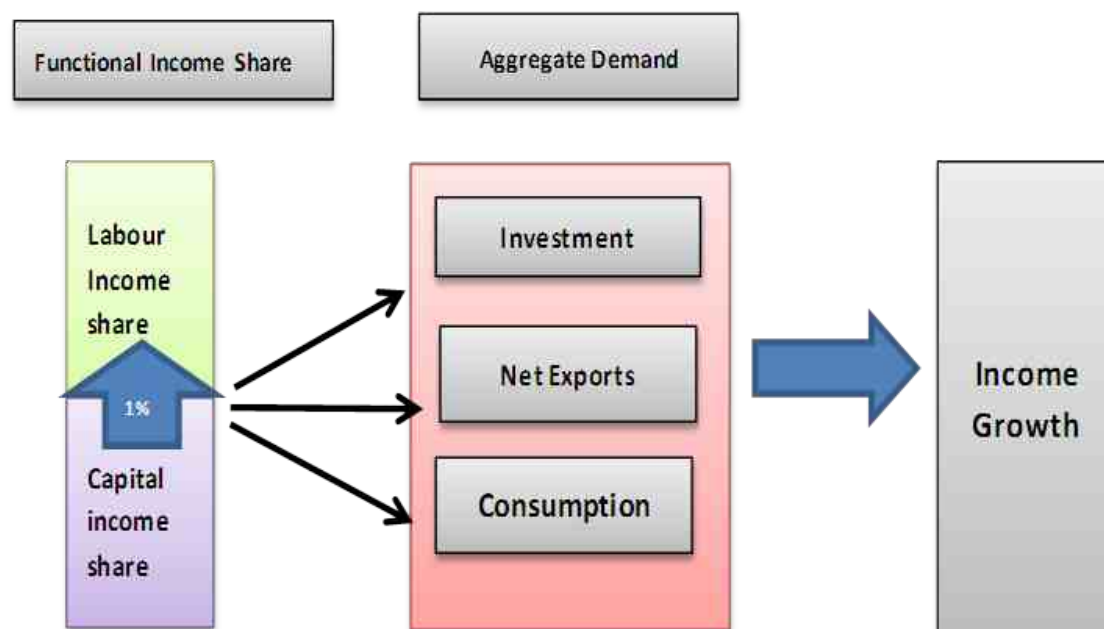 Functional Income Share
Aggregate Demand
Labour
Income
share
1%
Capital
income
share
Investment
Net Exports
Consumption
Income
Growth